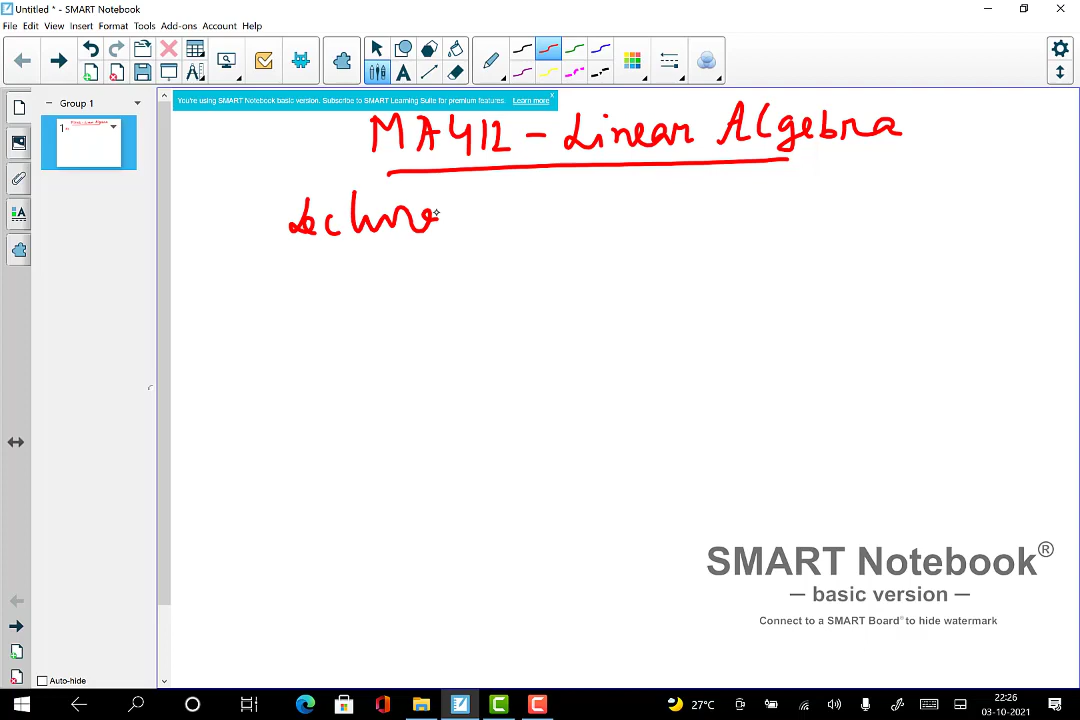 Untitled * - SMART Notebook
File Edit View Insert Format Tools Add-ons Account Help
Group 1
You're using SMART Notebook basic version. Subscribe to SMART Learning Suite for premium features. Learn more X
1
MA412 - Linear Algebra
Lecture
SMART Notebook®
— basic version —
Connect to a SMART Board® to hide watermark
Auto-hide
27°C
22:26
03-10-2021